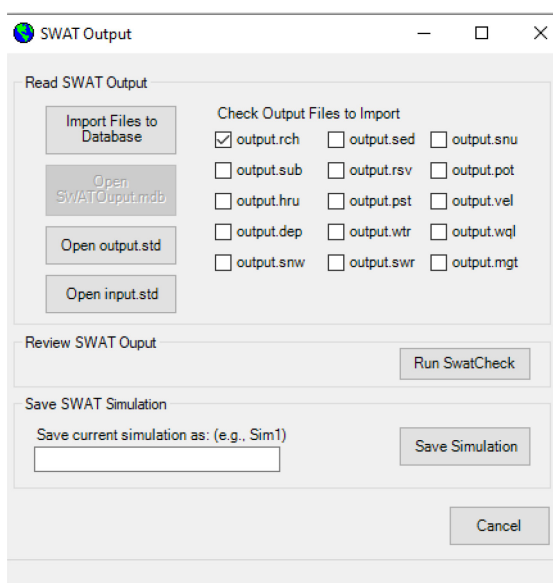 SWAT Output
Read SWAT Output
Import Files to
Database
Open
SWATOuput.mdb
Open output.std
Open input.std
Check Output Files to Import
output.rch output.sed output.snu
output.sub output.rsv output.pot
output.hru output.pst output.vel
output.dep output.wtr output.wql
output.snw output.swr output.mgt
Review SWAT Ouput
Run SwatCheck
Save SWAT Simulation
Save current simulation as: (e.g., Sim1)
Save Simulation
Cancel